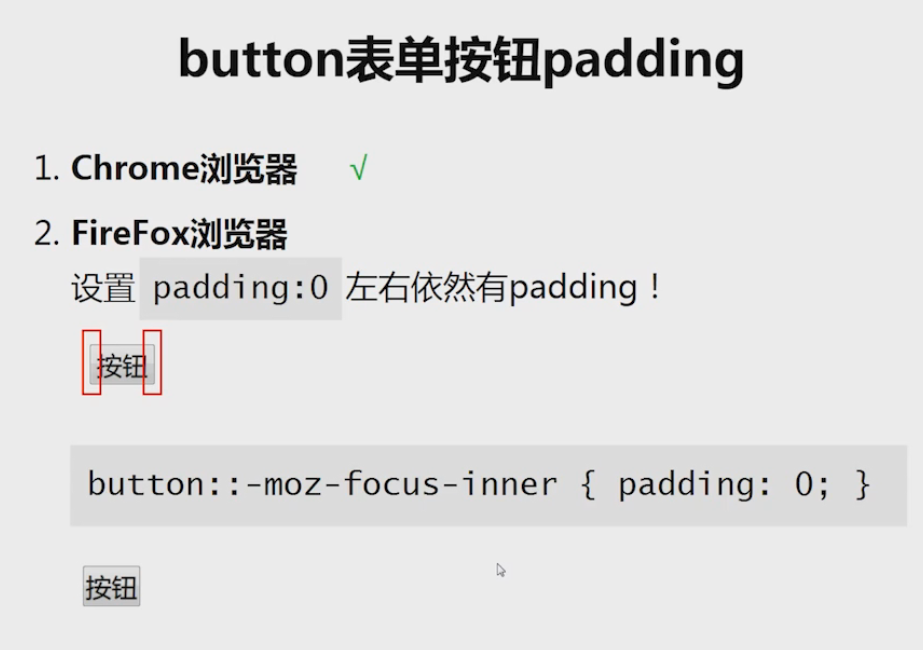 button表单按钮padding
1. Chrome浏览器 √
2. FireFox浏览器
设置 padding:0 左右依然有padding！
按钮
button::-moz-focus-inner { padding: 0; }
按钮